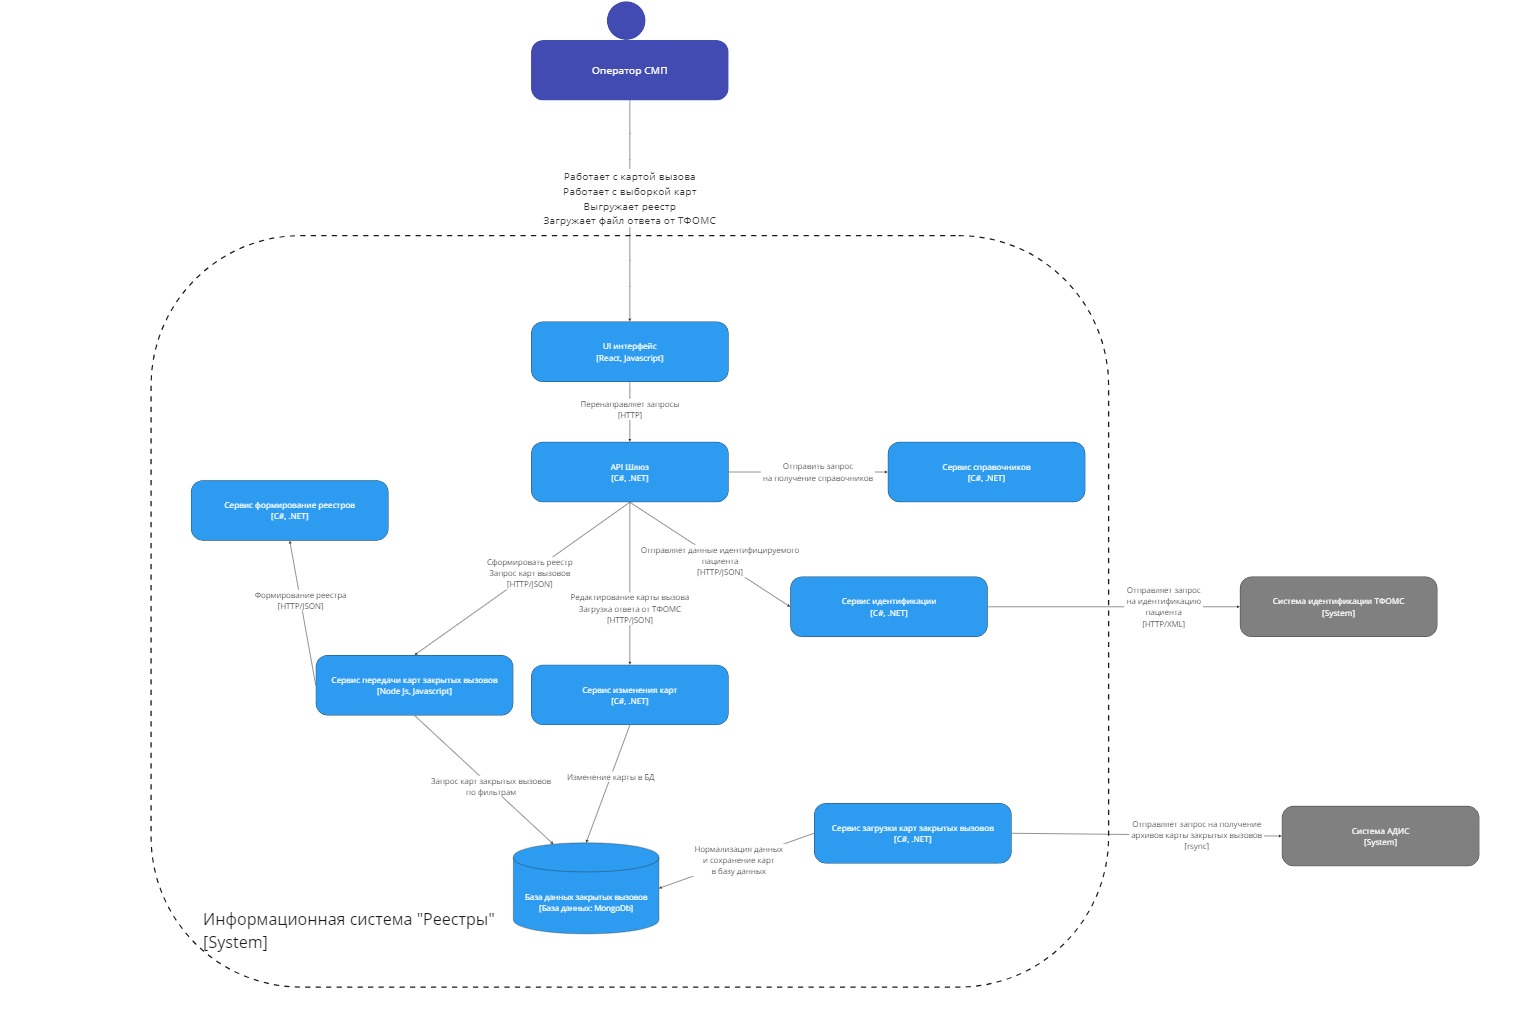 Оператор СМП
Работает с картой вызова
Работает с выборкой карт
Выгружает реестр
Загружает файл ответа от ТФОМС
UI интерфейс
[React, Javascript]
Перенаправляет запросы
[HTTP]
API Шлюз
[C#, .NET]
Отправить запрос
на получение справочников
Сервис справочников
[C#, .NET]
Сервис формирование реестров
[C#, .NET]
Сформировать реестр
Запрос карт вызовов
[HTTP/JSON]
Отправляет данные идентифицируемого
пациента
[HTTP/JSON]
Редактирование карты вызова
Загрузка ответа от ТФОМС
[HTTP/JSON]
Формирование реестра
[HTTP/JSON]
Сервис идентификации
[C#, .NET]
Отправляет запрос
на идентификацию
пациента
[HTTP/XML]
Система идентификации ТФОМС
[System]
Сервис передачи карт закрытых вызовов
[Node Js, Javascript]
Сервис изменения карт
[C#, .NET]
Запрос карт закрытых вызовов
по фильтрам
Изменение карты в БД
Сервис загрузки карт закрытых вызовов
[C#, .NET]
Отправляет запрос на получение
архивов карты закрытых вызовов
[rsync]
Система АДИС
[System]
Нормализация данных
и сохранение карт
в базу данных
База данных закрытых вызовов
[База данных: MongoDb]
Информационная система "Реестры"
[System]